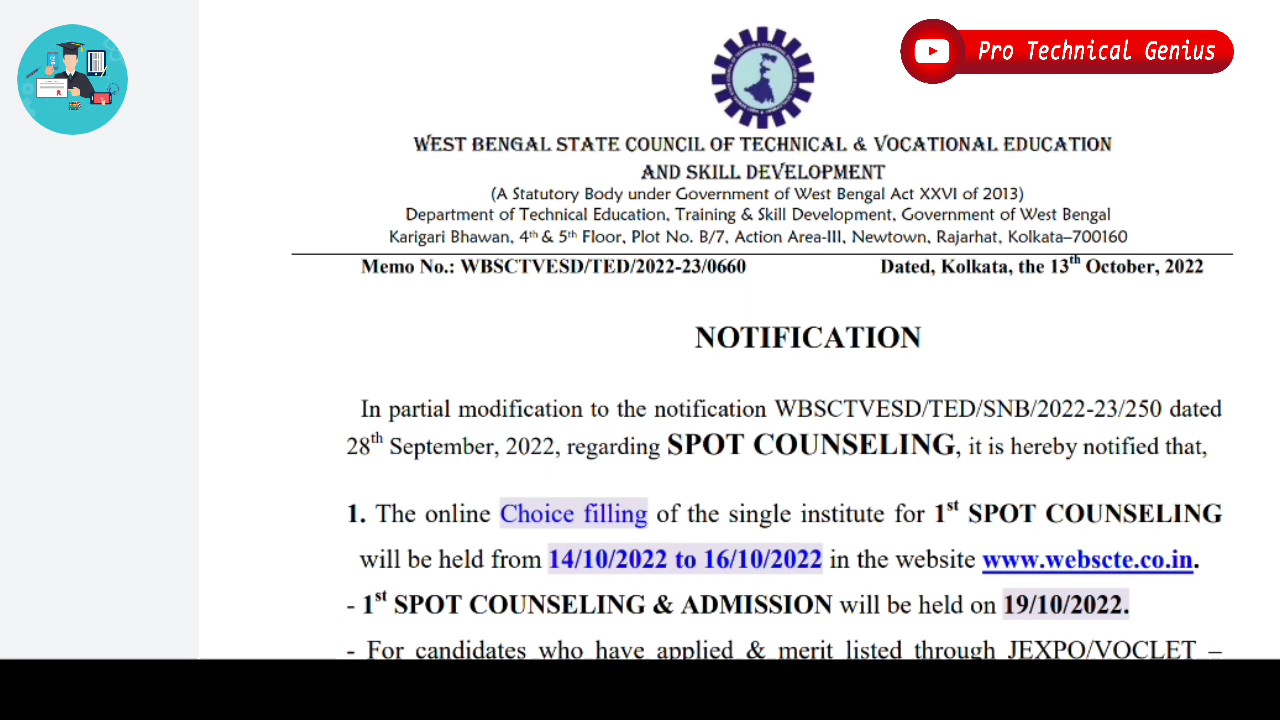 Pro Technical Genius
WEST BENGAL STATE COUNCIL OF TECHNICAL & VOCATIONAL EDUCATION
AND SKILL DEVELOPMENT
(A Statutory Body under Government of West Bengal Act XXVI of 2013)
Department of Technical Education, Training & Skill Development, Government of West Bengal
Karigari Bhawan, 4th & 5th Floor, Plot No. B/7, Action Area-III, Newtown, Rajarhat, Kolkata–700160
Memo No.: WBSCTVESD/TED/2022-23/0660 Dated, Kolkata, the 13th October, 2022
NOTIFICATION
In partial modification to the notification WBSCTVESD/TED/SNB/2022-23/250 dated
28th September, 2022, regarding SPOT COUNSELING, it is hereby notified that,
1. The online Choice filling of the single institute for 1st SPOT COUNSELING
will be held from 14/10/2022 to 16/10/2022 in the website www.webscte.co.in.
- 1st SPOT COUNSELING & ADMISSION will be held on 19/10/2022.
- For candidates who have applied & merit listed through JEXPO/VOCLET –